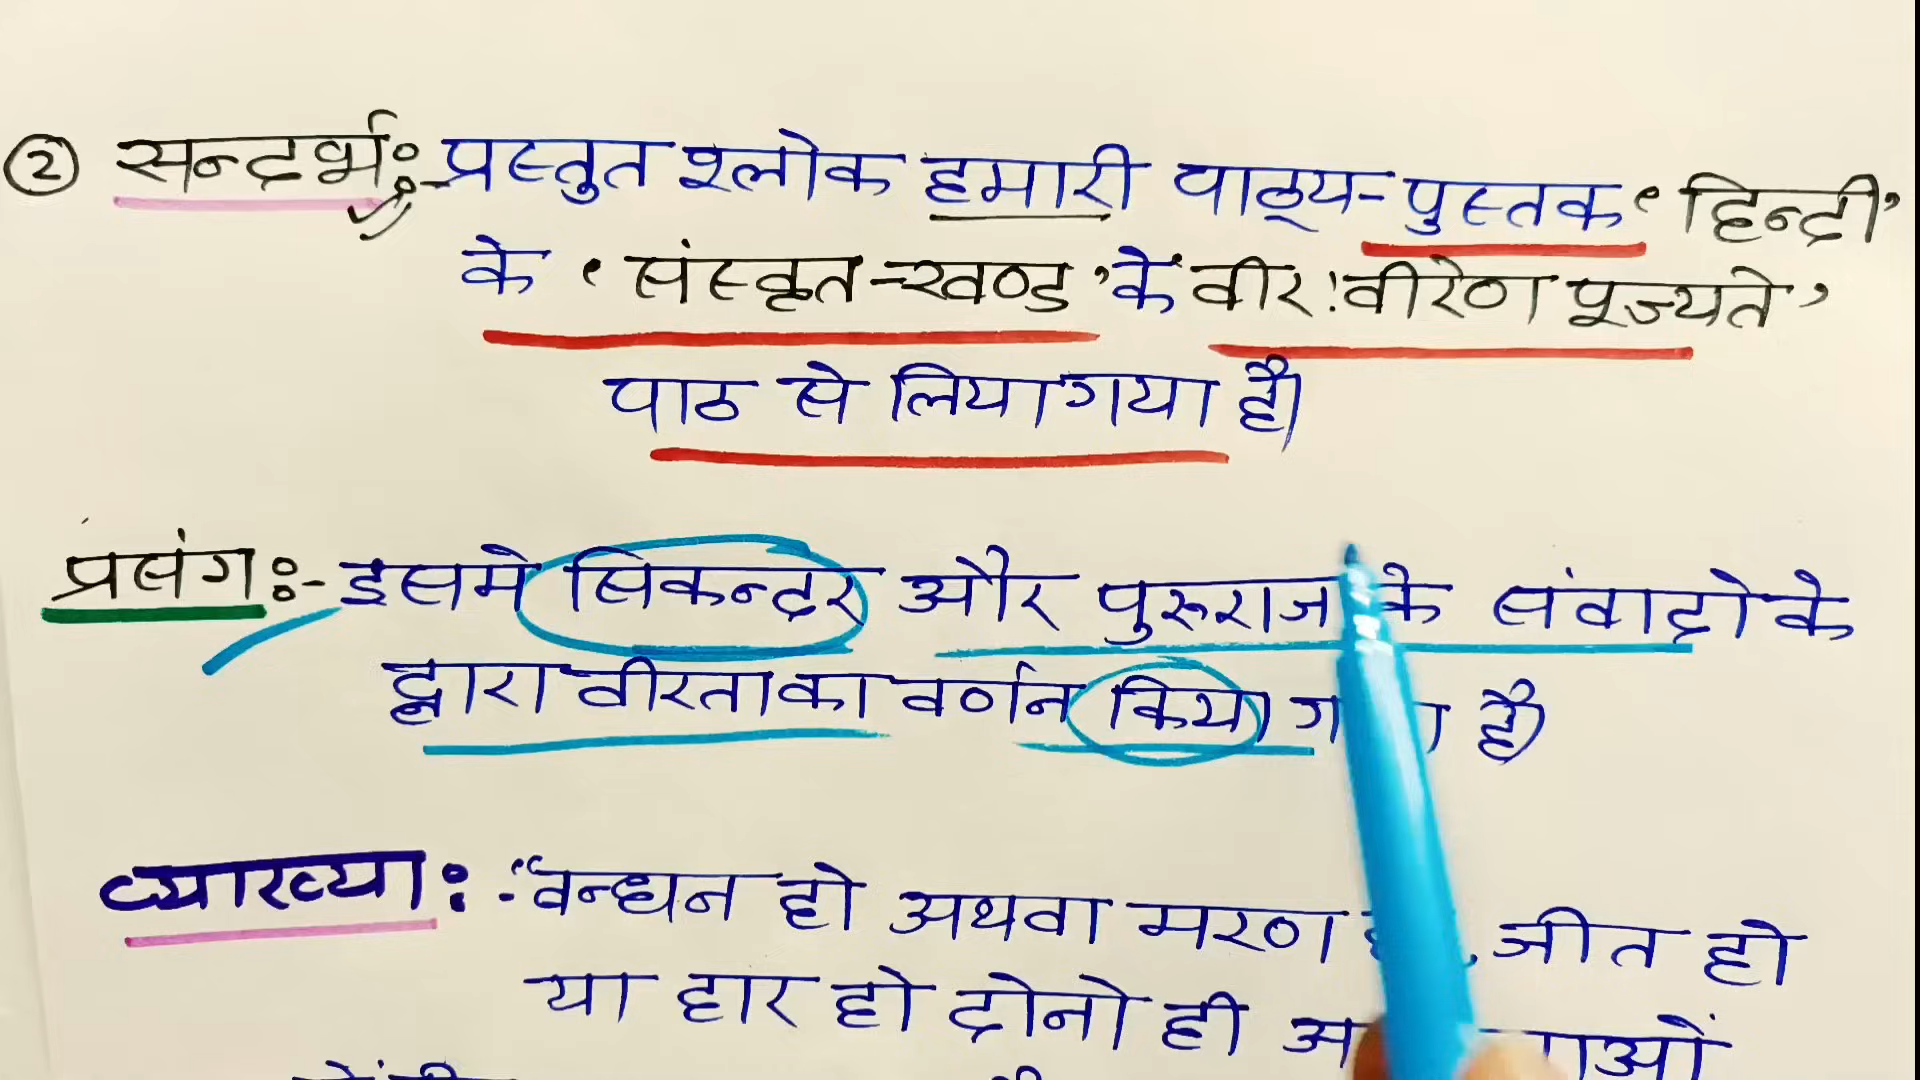 ② सन्दर्भ:- प्रस्तुत श्लोक हमारी पाठ्य-पुस्तक 'हिन्दी'
के 'संस्कृत-खण्ड' के 'वीर: वीरेण पूज्यते'
पाठ से लिया गया है।
प्रसंग:- इसमे सिकन्दर और पुरुराज के संवादो के
द्वारा वीरता का वर्णन किया है।
व्याख्या:- "बन्धन हो अथवा मरण जीत हो
या हार हो दोनो ही